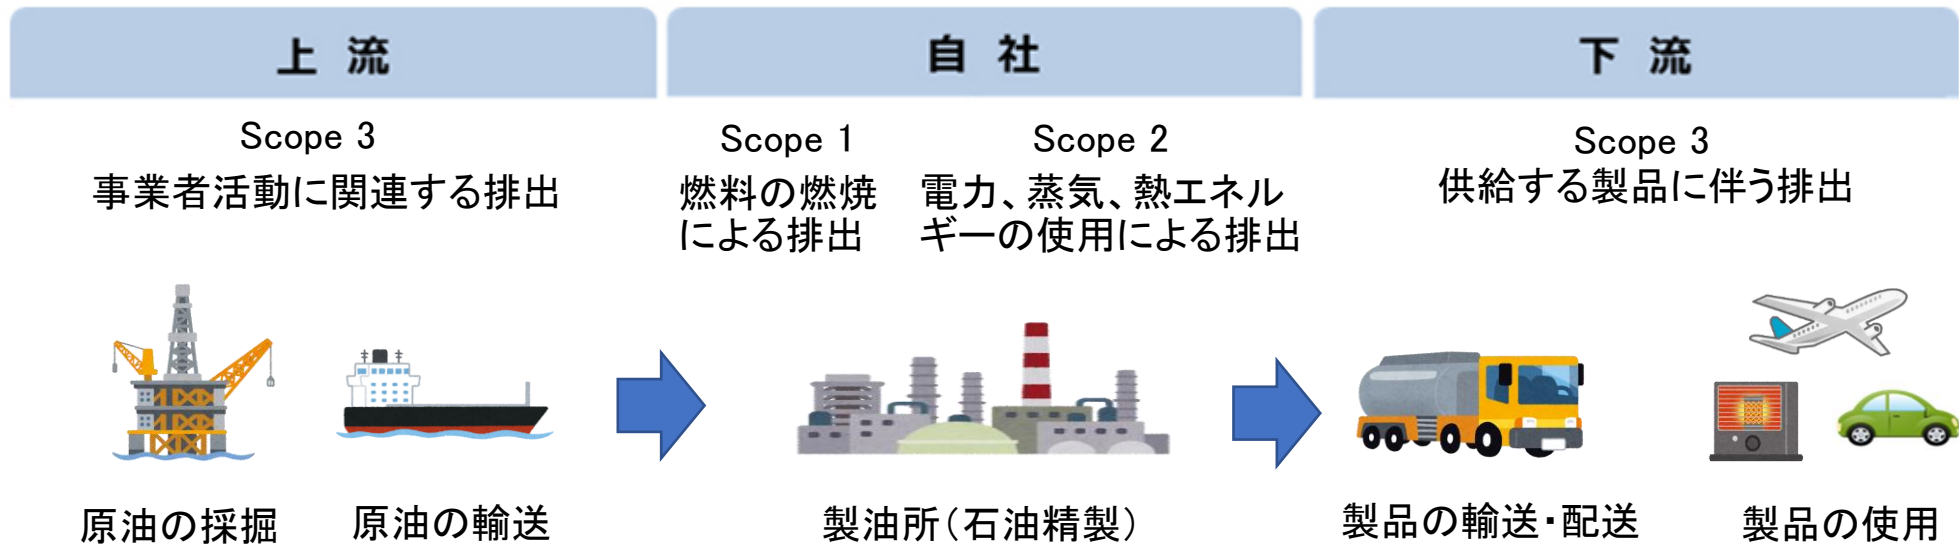 上 流
Scope 3
事業者活動に関連する排出
原油の採掘
原油の輸送
自 社
Scope 1
燃料の燃焼
による排出
Scope 2
電力、蒸気、熱エネル
ギーの使用による排出
製油所(石油精製)
下 流
Scope 3
供給する製品に伴う排出
製品の輸送・配送
製品の使用